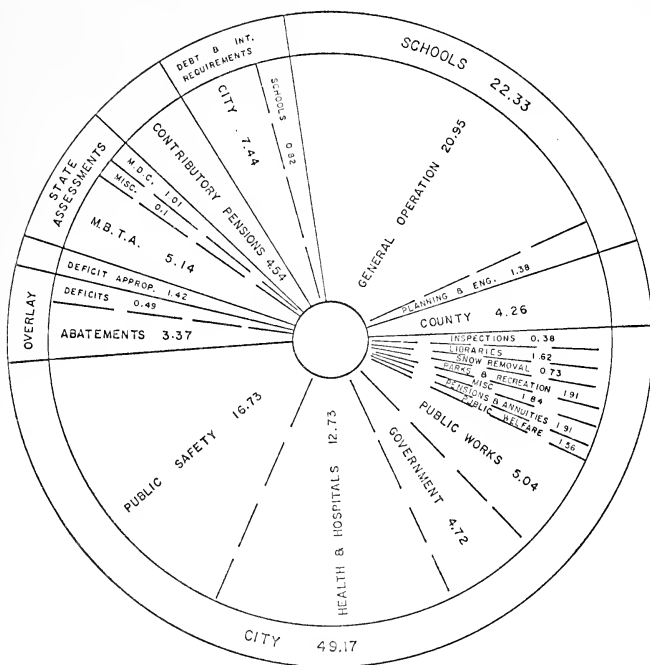 SCHOOLS 22.33
GENERAL OPERATION 20.95
PLANNING & ENG. 1.38
COUNTY 4.26
INSPECTIONS 0.38
LIBRARIES 1.62
SNOW REMOVAL 0.73
PARKS & RECREATION 1.91
MISC 1.84
PENSIONS & ANNUITIES 1.91
PUBLIC WELFARE 1.56
PUBLIC WORKS 5.04
GOVERNMENT 4.72
HEALTH & HOSPITALS 12.73
PUBLIC SAFETY 16.73
CITY 49.17
OVERLAY
ABATEMENTS 3.37
DEFICITS 0.49
DEFICIT APPROP. 1.42
STATE
ASSESSMENTS
M.B.T.A. 5.14
MISC. 0.1
M.D.C. 1.01
CONTRIBUTORY PENSIONS 4.54
DEBT & INT.
REQUIREMENTS
CITY 7.44
SCHOOLS 0.82